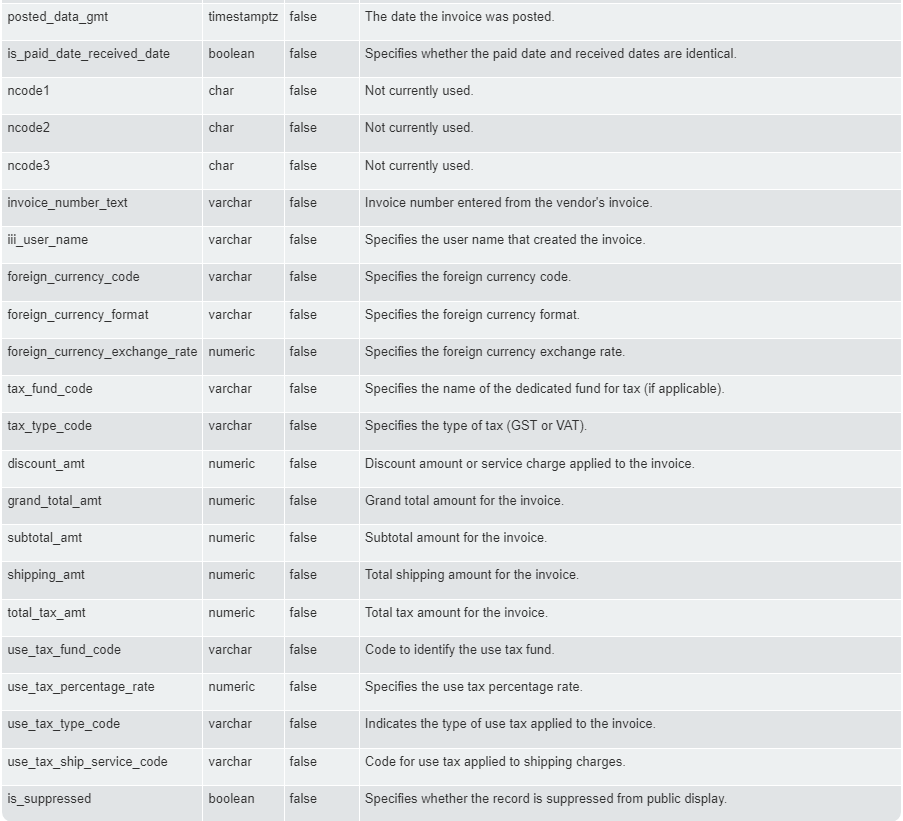 posted_data_gmt timestamptz false The date the invoice was posted.
is_paid_date_received_date boolean false Specifies whether the paid date and received dates are identical.
ncode1 char false Not currently used.
ncode2 char false Not currently used.
ncode3 char false Not currently used.
invoice_number_text varchar false Invoice number entered from the vendor's invoice.
iii_user_name varchar false Specifies the user name that created the invoice.
foreign_currency_code varchar false Specifies the foreign currency code.
foreign_currency_format varchar false Specifies the foreign currency format.
foreign_currency_exchange_rate numeric false Specifies the foreign currency exchange rate.
tax_fund_code varchar false Specifies the name of the dedicated fund for tax (if applicable).
tax_type_code varchar false Specifies the type of tax (GST or VAT).
discount_amt numeric false Discount amount or service charge applied to the invoice.
grand_total_amt numeric false Grand total amount for the invoice.
subtotal_amt numeric false Subtotal amount for the invoice.
shipping_amt numeric false Total shipping amount for the invoice.
total_tax_amt numeric false Total tax amount for the invoice.
use_tax_fund_code varchar false Code to identify the use tax fund.
use_tax_percentage_rate numeric false Specifies the use tax percentage rate.
use_tax_type_code varchar false Indicates the type of use tax applied to the invoice.
use_tax_ship_service_code varchar false Code for use tax applied to shipping charges.
is_suppressed boolean false Specifies whether the record is suppressed from public display.